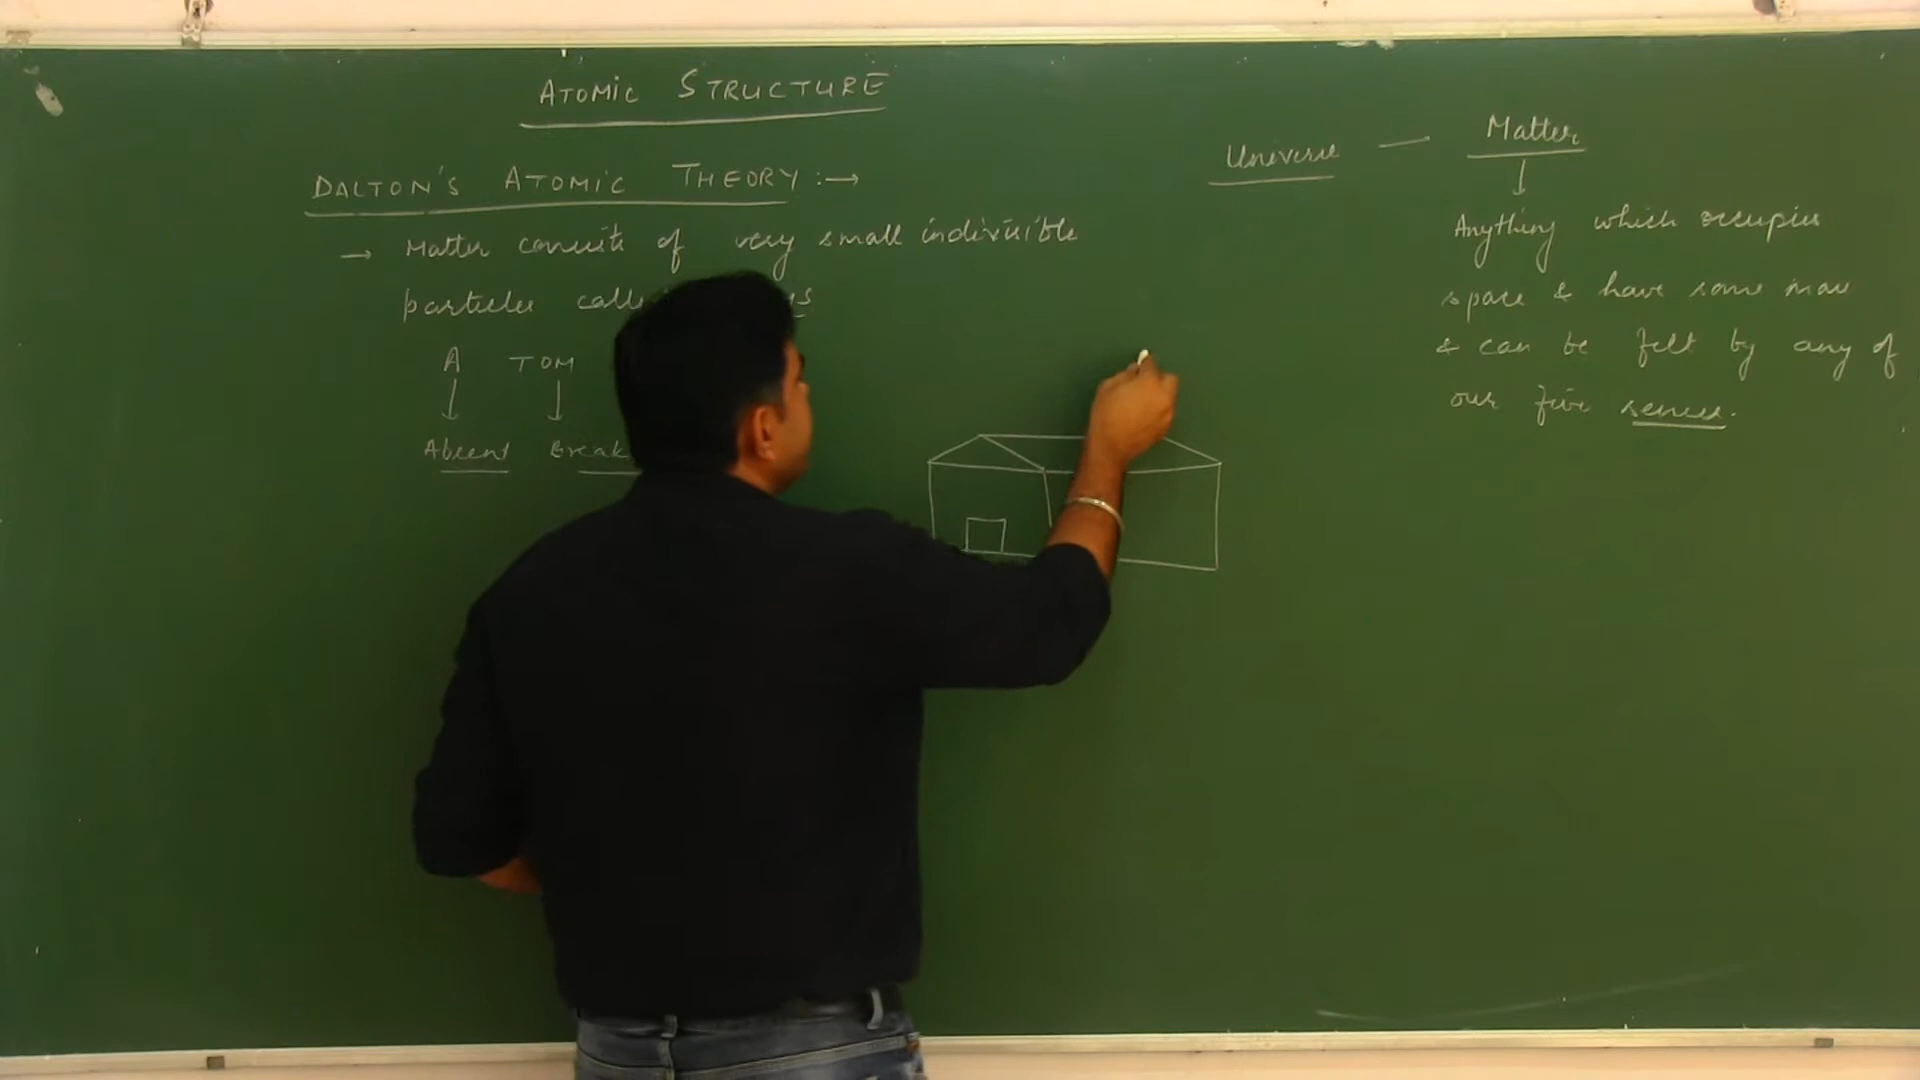 ATOMIC STRUCTURE
DALTON'S ATOMIC THEORY :→
→ Matter consists of very small indivisible
particles
A TOM
Absent Break
Universe — Matter
↓
Anything which occupies
space & have some mass
& can be felt by any of
our five senses.